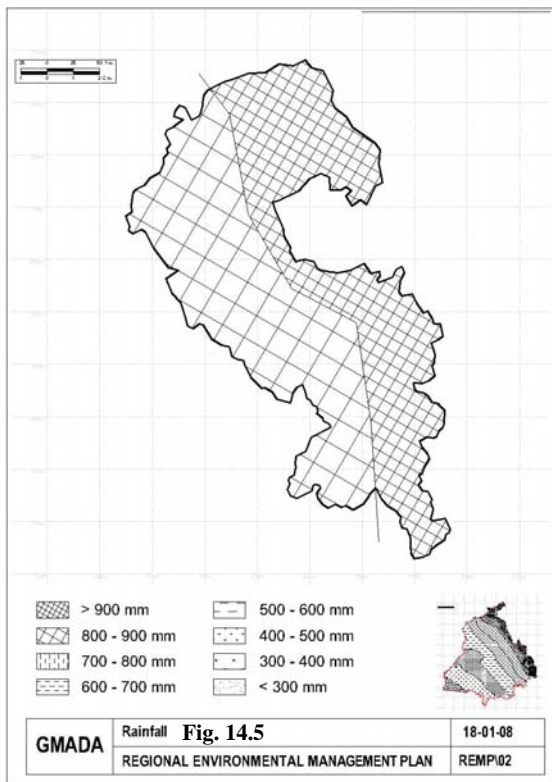 > 900 mm
800 - 900 mm
700 - 800 mm
600 - 700 mm
500 - 600 mm
400 - 500 mm
300 - 400 mm
< 300 mm
GMADA
Rainfall Fig. 14.5 18-01-08
REGIONAL ENVIRONMENTAL MANAGEMENT PLAN REMP\02